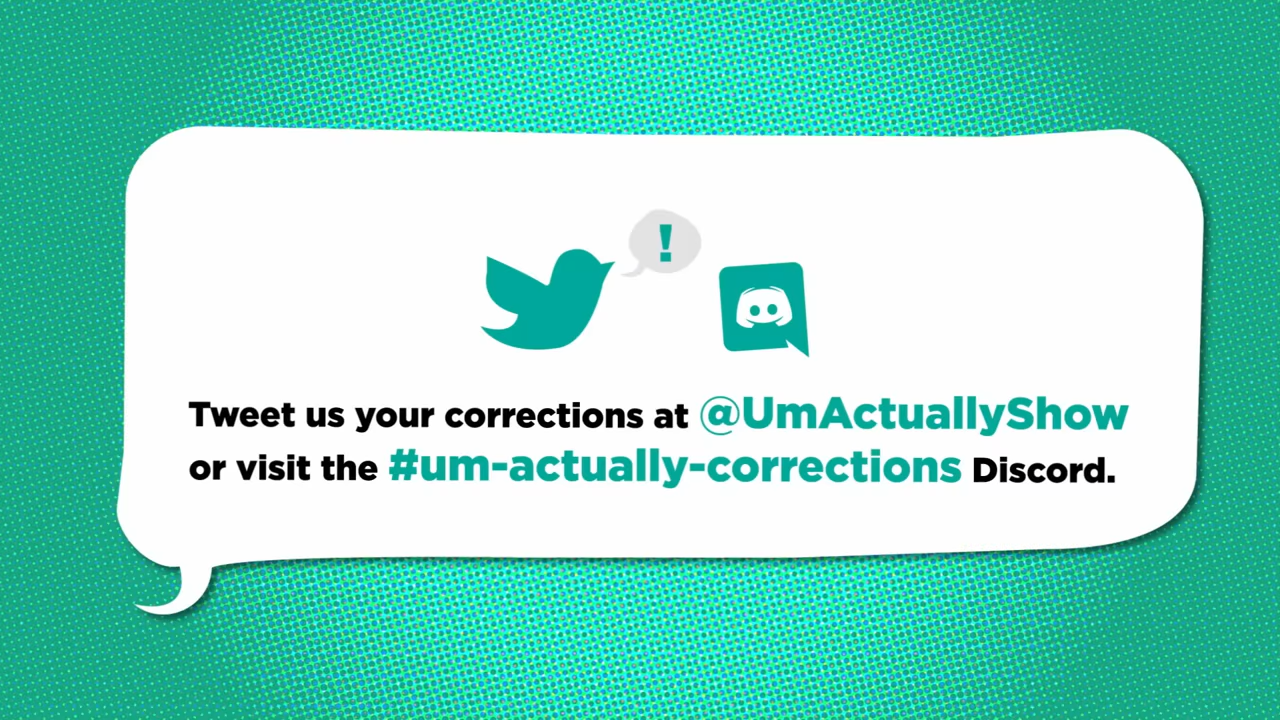 !
Tweet us your corrections at @UmActuallyShow
or visit the #um-actually-corrections Discord.